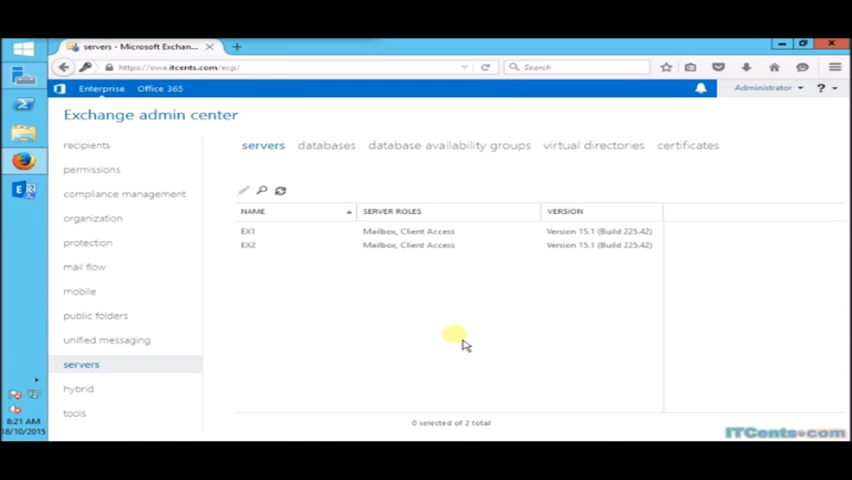 servers - Microsoft Exchan...
https://owa.itcents.com/ecp/
Search
Enterprise Office 365
Administrator ?
Exchange admin center
recipients
permissions
compliance management
organization
protection
mail flow
mobile
public folders
unified messaging
servers
hybrid
tools
servers databases database availability groups virtual directories certificates
NAME SERVER ROLES VERSION
EX1 Mailbox, Client Access Version 15.1 (Build 225.42)
EX2 Mailbox, Client Access Version 15.1 (Build 225.42)
0 selected of 2 total
8:21 AM
18/10/2015
ITCents.com